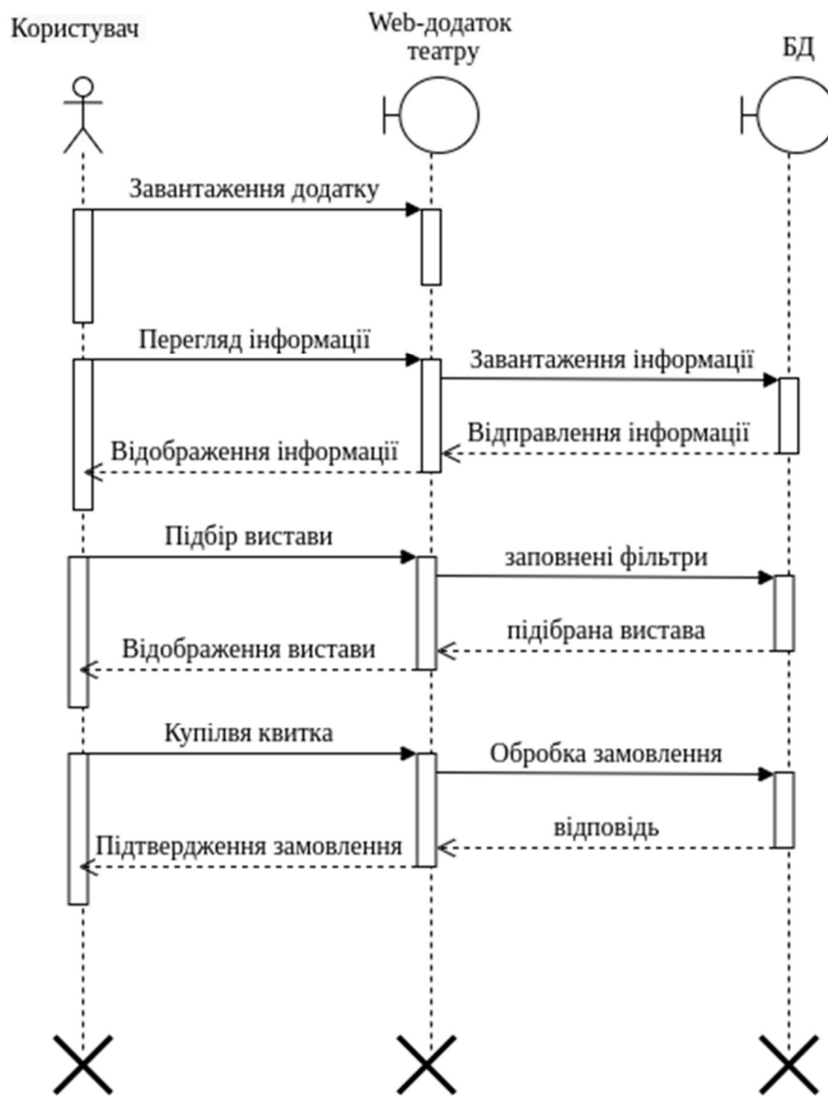 Користувач
Web-додаток
театру
БД
Завантаження додатку
Перегляд інформації
Завантаження інформації
Відправлення інформації
Відображення інформації
Підбір вистави
заповнені фільтри
підібрана вистава
Відображення вистави
Купілвя квитка
Обробка замовлення
відповідь
Підтвердження замовлення